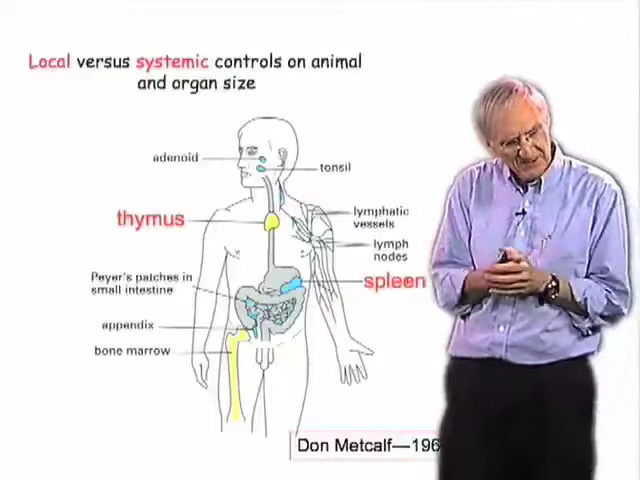 Local versus systemic controls on animal
and organ size
adenoid
tonsil
thymus
lymphatic
vessels
lymph
nodes
Peyer's patches in
small intestine
spleen
appendix
bone marrow
Don Metcalf—196